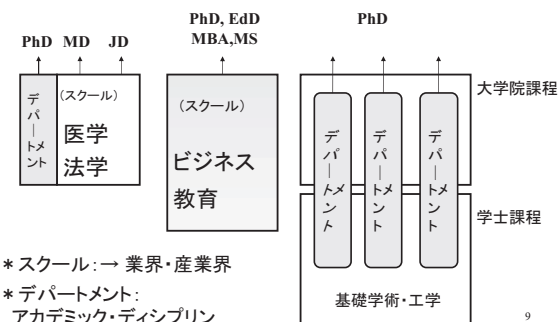 PhD, EdD
MBA,MS
PhD
PhD MD JD
デパートメント
(スクール)
医学
法学
(スクール)
ビジネス
教育
デパートメント
デパートメント
デパートメント
大学院課程
学士課程
基礎学術・工学
＊スクール:→ 業界・産業界
＊デパートメント:
アカデミック・ディシプリン
9